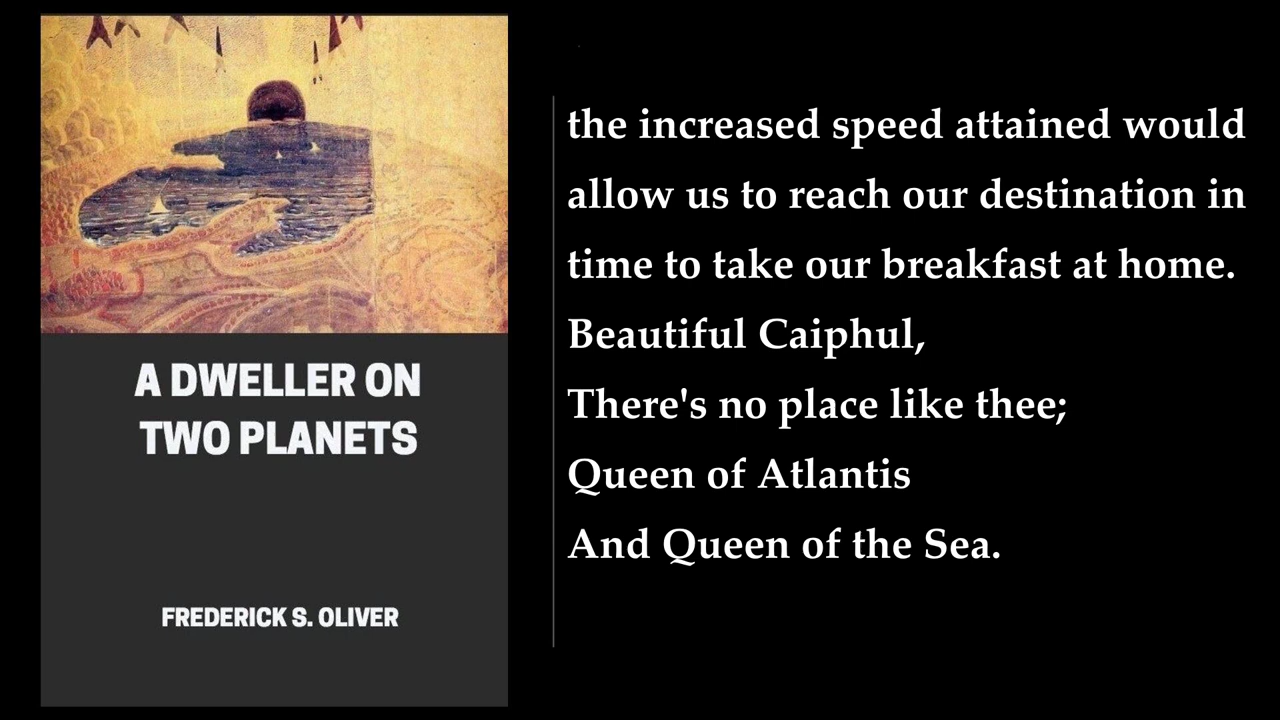 A DWELLER ON
TWO PLANETS
FREDERICK S. OLIVER
the increased speed attained would
allow us to reach our destination in
time to take our breakfast at home.
Beautiful Caiphul,
There's no place like thee;
Queen of Atlantis
And Queen of the Sea.